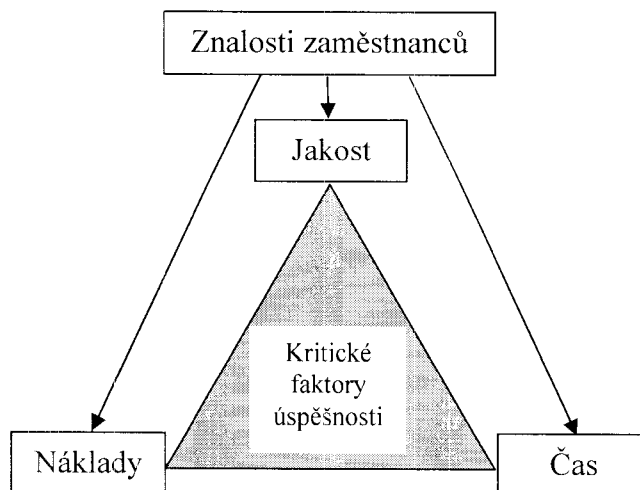 Znalosti zaměstnanců
Jakost
Kritické
faktory
úspěšnosti
Náklady
Čas